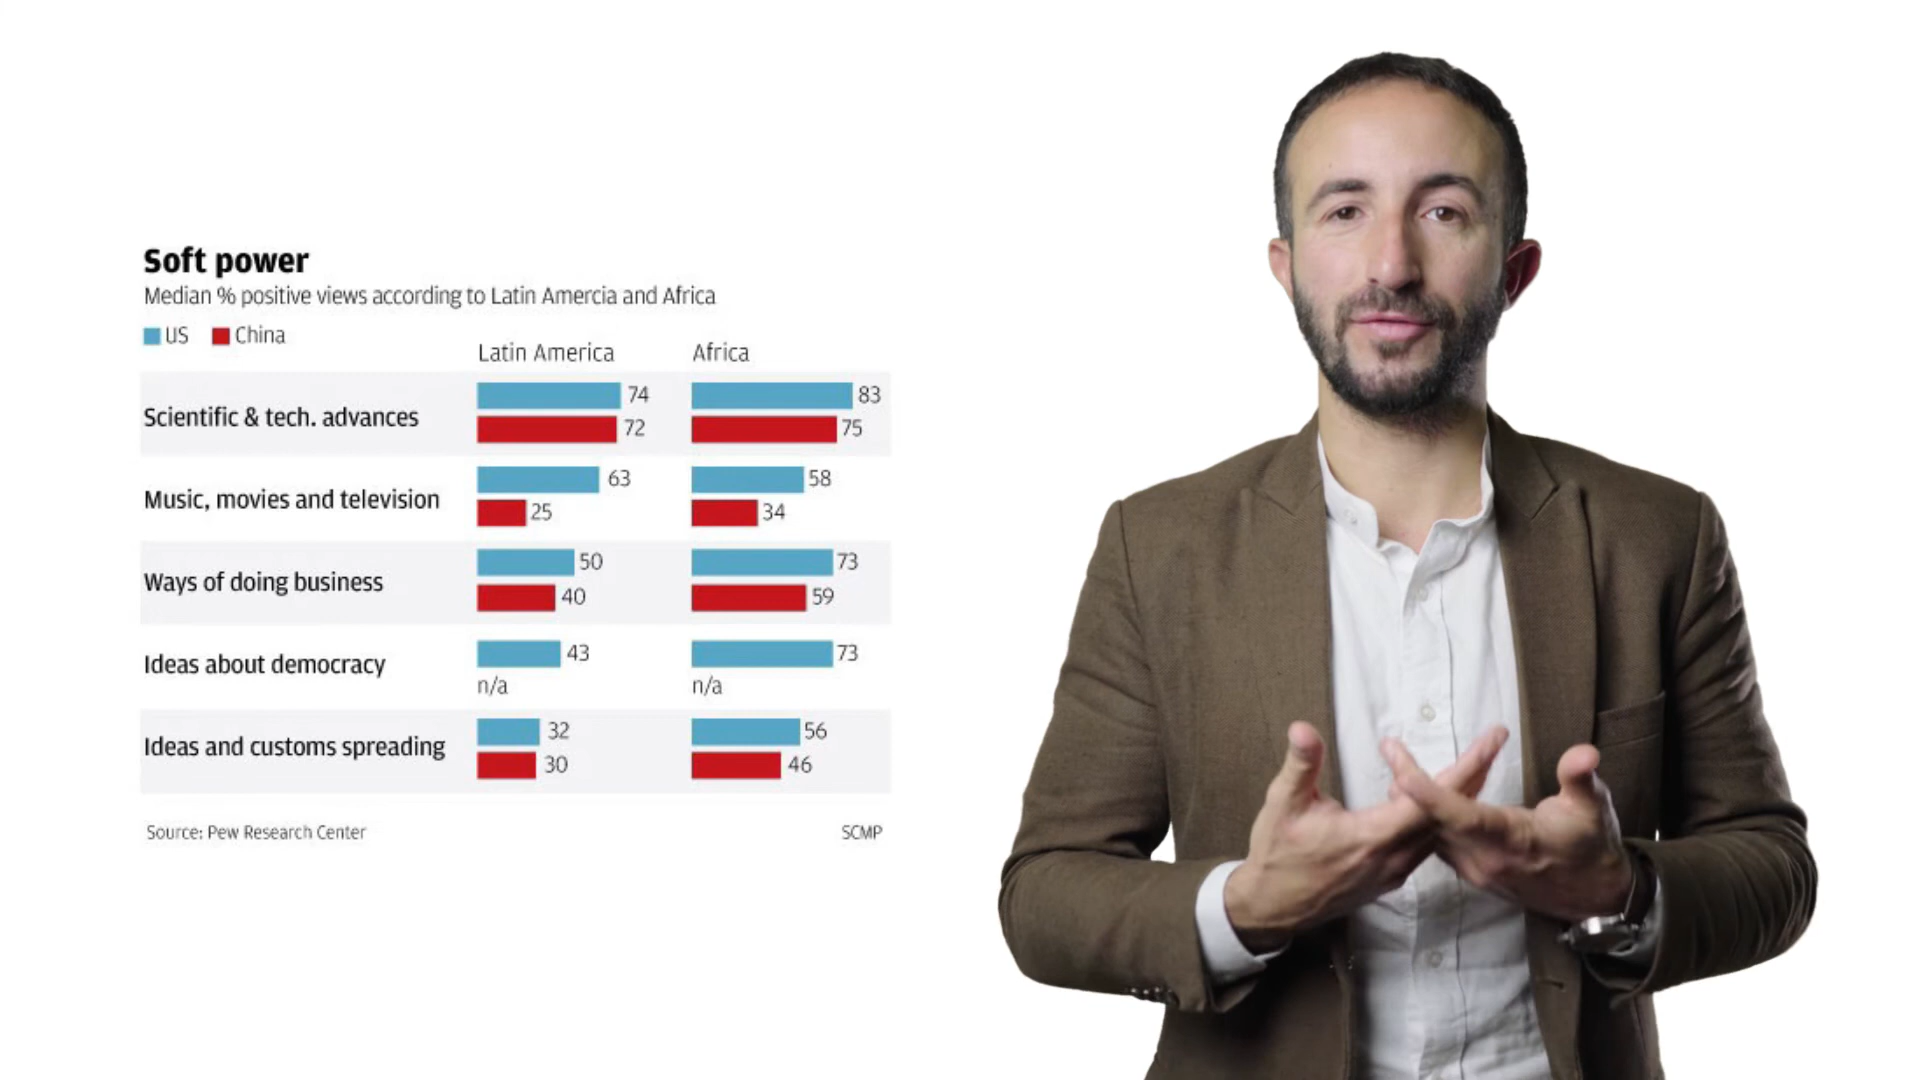 Soft power
Median % positive views according to Latin Amercia and Africa
US China
Latin America Africa
Scientific & tech. advances 74 83
72 75
Music, movies and television 63 58
25 34
Ways of doing business 50 73
40 59
Ideas about democracy 43 73
n/a n/a
Ideas and customs spreading 32 56
30 46
Source: Pew Research Center SCMP